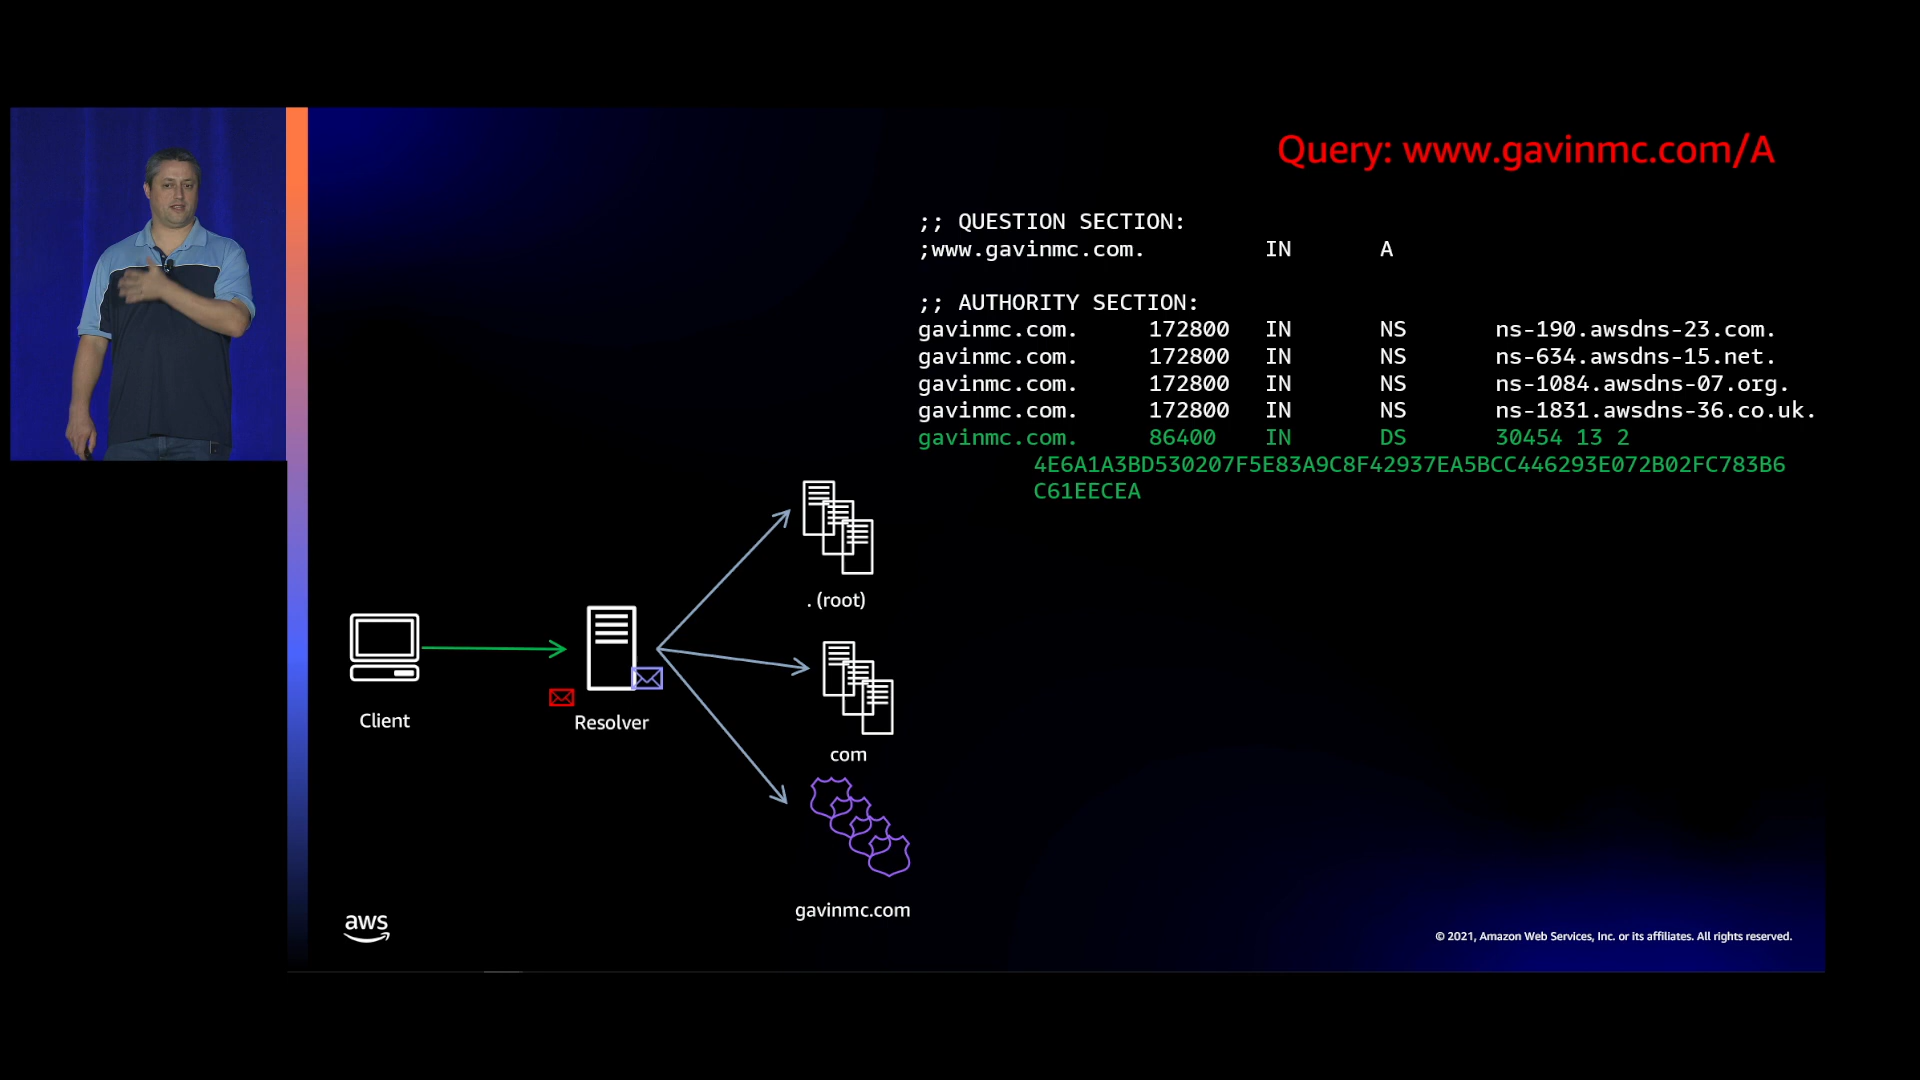 Query: www.gavinmc.com/A
;; QUESTION SECTION:
;www.gavinmc.com. IN A
;; AUTHORITY SECTION:
gavinmc.com. 172800 IN NS ns-190.awsdns-23.com.
gavinmc.com. 172800 IN NS ns-634.awsdns-15.net.
gavinmc.com. 172800 IN NS ns-1084.awsdns-07.org.
gavinmc.com. 172800 IN NS ns-1831.awsdns-36.co.uk.
gavinmc.com. 86400 IN DS 30454 13 2
4E6A1A3BD530207F5E83A9C8F42937EA5BCC446293E072B02FC783B6
C61EECEA
. (root)
Client
Resolver
com
gavinmc.com
aws
© 2021, Amazon Web Services, Inc. or its affiliates. All rights reserved.